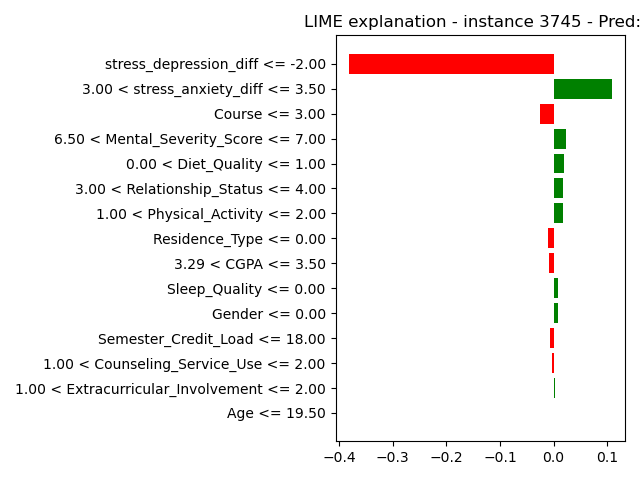 LIME explanation - instance 3745 - Pred:
stress_depression_diff <= -2.00
3.00 < stress_anxiety_diff <= 3.50
Course <= 3.00
6.50 < Mental_Severity_Score <= 7.00
0.00 < Diet_Quality <= 1.00
3.00 < Relationship_Status <= 4.00
1.00 < Physical_Activity <= 2.00
Residence_Type <= 0.00
3.29 < CGPA <= 3.50
Sleep_Quality <= 0.00
Gender <= 0.00
Semester_Credit_Load <= 18.00
1.00 < Counseling_Service_Use <= 2.00
1.00 < Extracurricular_Involvement <= 2.00
Age <= 19.50
−0.4 −0.3 −0.2 −0.1 0.0 0.1